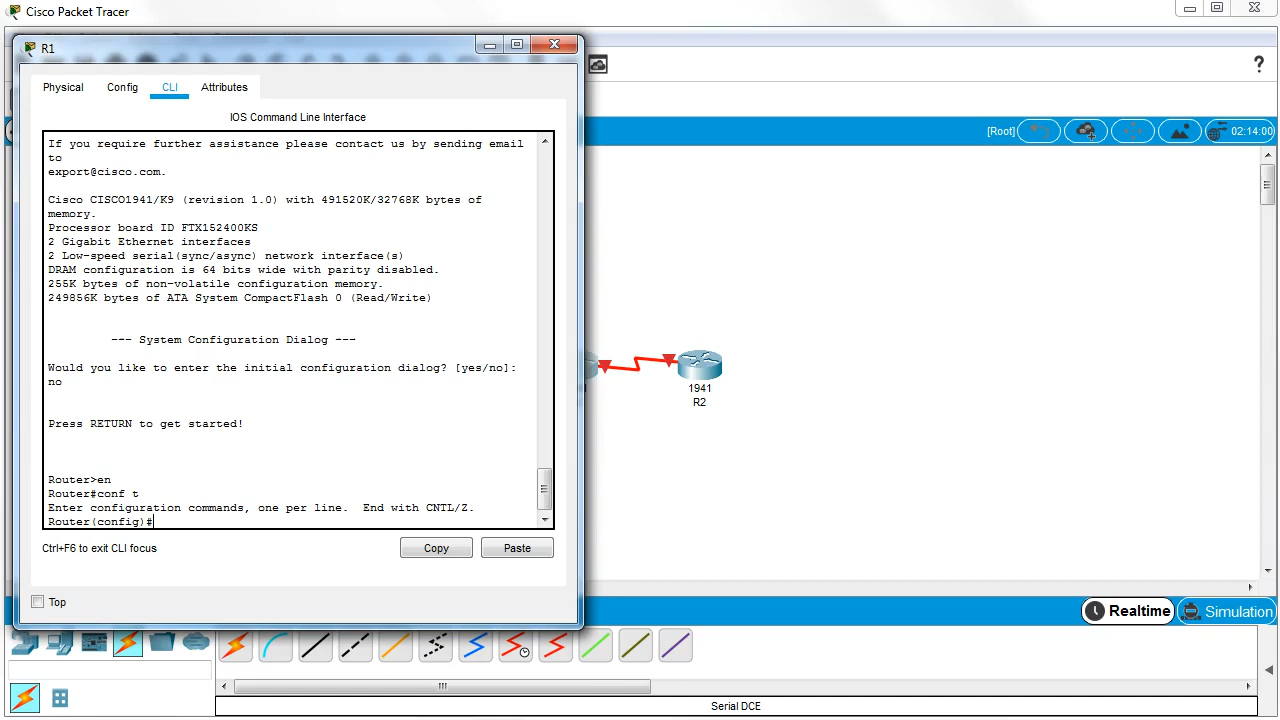 Cisco Packet Tracer
R1
Physical
Config
CLI
Attributes
IOS Command Line Interface
If you require further assistance please contact us by sending email
to
export@cisco.com.
Cisco CISCO1941/K9 (revision 1.0) with 491520K/32768K bytes of
memory.
Processor board ID FTX152400KS
2 Gigabit Ethernet interfaces
2 Low-speed serial(sync/async) network interface(s)
DRAM configuration is 64 bits wide with parity disabled.
255K bytes of non-volatile configuration memory.
249856K bytes of ATA System CompactFlash 0 (Read/Write)
--- System Configuration Dialog ---
Would you like to enter the initial configuration dialog? [yes/no]:
no
Press RETURN to get started!
Router>en
Router#conf t
Enter configuration commands, one per line.  End with CNTL/Z.
Router(config)#
Ctrl+F6 to exit CLI focus
Copy
Paste
Top
?
[Root]
02:14:00
1941
R2
Realtime
Simulation
Serial DCE